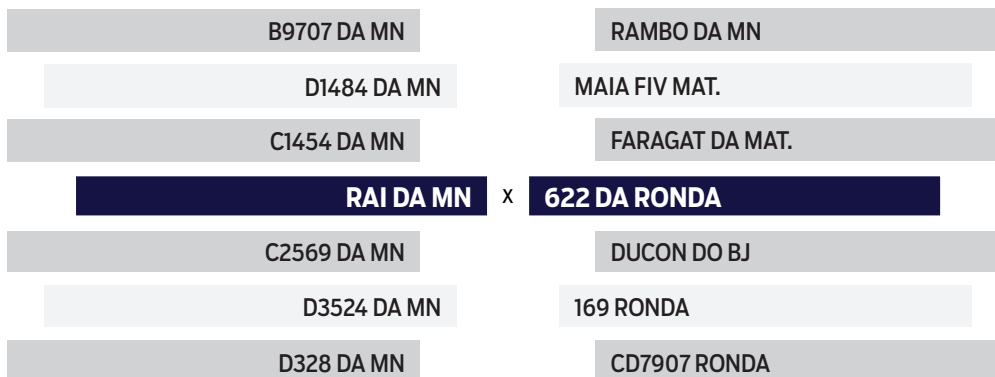 B9707 DA MN RAMBO DA MN
D1484 DA MN MAIA FIV MAT.
C1454 DA MN FARAGAT DA MAT.
RAI DA MN X 622 DA RONDA
C2569 DA MN DUCON DO BJ
D3524 DA MN 169 RONDA
D328 DA MN CD7907 RONDA